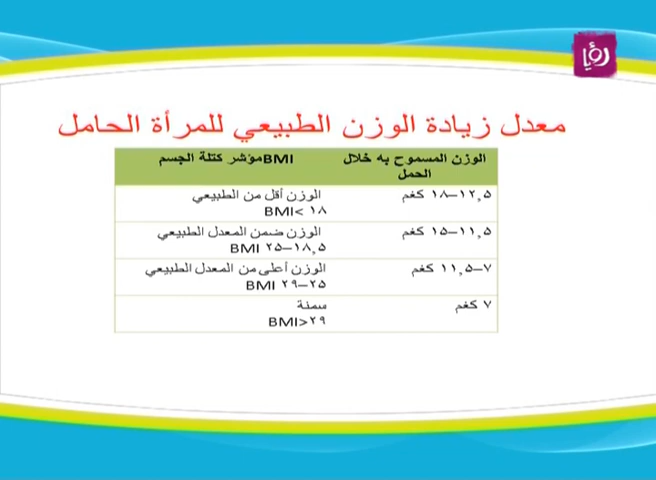 رؤيا
معدل زيادة الوزن الطبيعي للمرأة الحامل
الوزن المسموح به خلال الحمل	BMIمؤشر كتلة الجسم
١٢,٥–١٨ كغم	الوزن أقل من الطبيعي
BMI< ١٨
١١,٥–١٥ كغم	الوزن ضمن المعدل الطبيعي
BMI ٢٥–١٨,٥
٧–١١,٥ كغم	الوزن أعلى من المعدل الطبيعي
BMI ٢٩–٢٥
٧ كغم	سمنة
BMI>٢٩